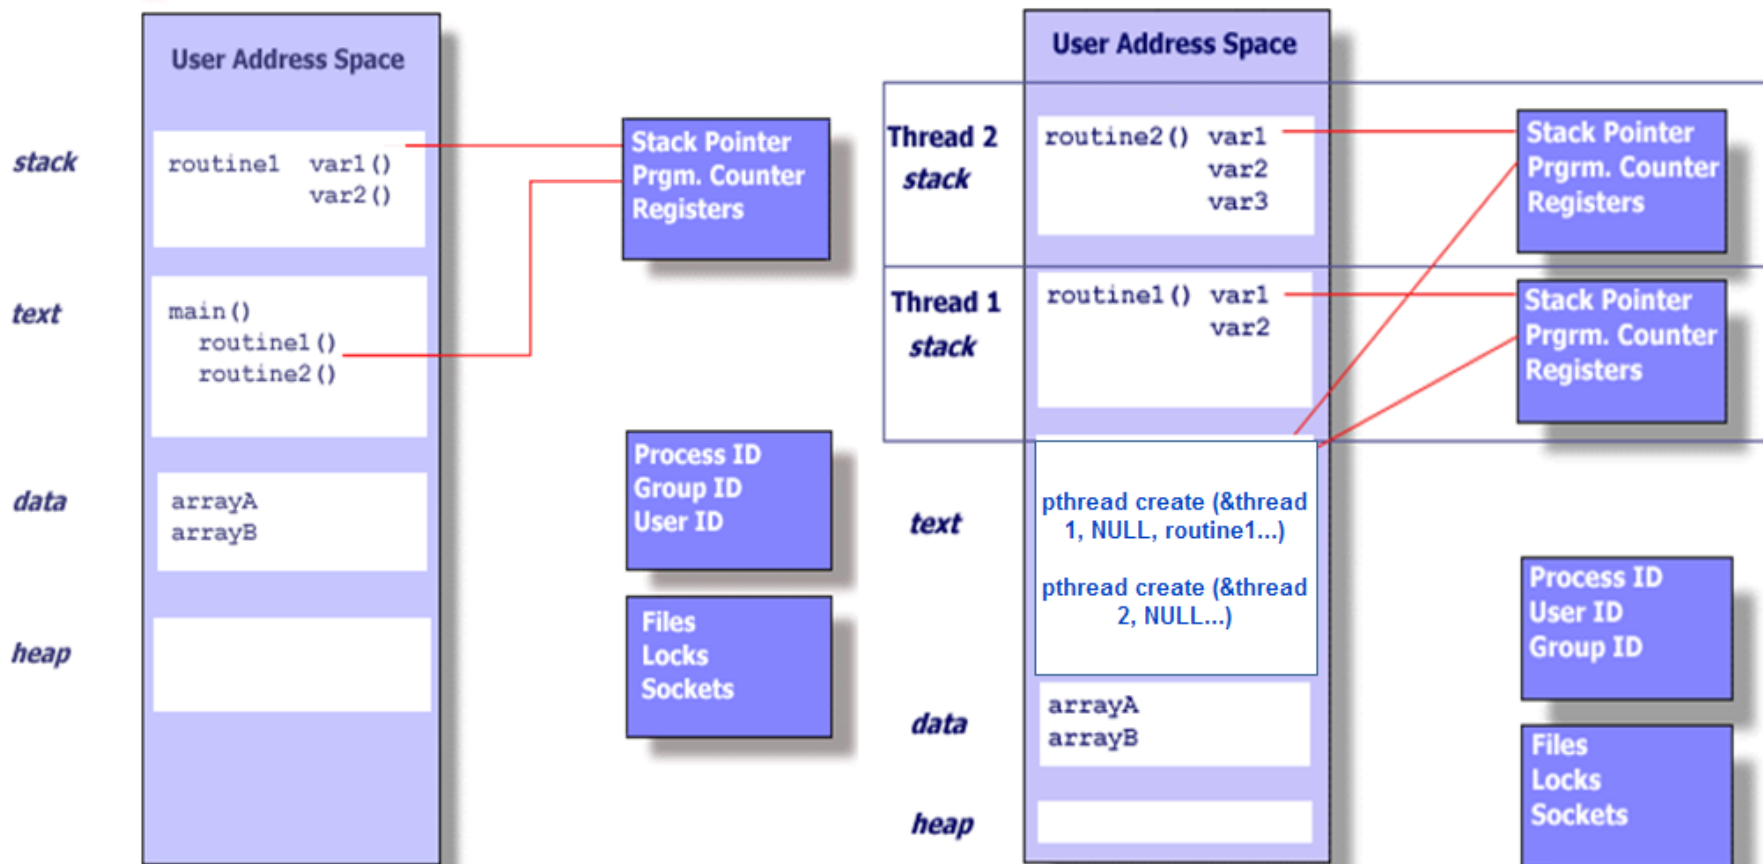 User Address Space
stack
routine1 var1()
var2()
Stack Pointer
Prgm. Counter
Registers
text
main()
routine1()
routine2()
Process ID
Group ID
User ID
data
arrayA
arrayB
Files
Locks
Sockets
heap
User Address Space
Thread 2
stack
routine2() var1
var2
var3
Stack Pointer
Prgrm. Counter
Registers
Thread 1
stack
routine1() var1
var2
Stack Pointer
Prgrm. Counter
Registers
text
pthread create (&thread
1, NULL, routine1...)
pthread create (&thread
2, NULL...)
Process ID
User ID
Group ID
data
arrayA
arrayB
Files
Locks
Sockets
heap